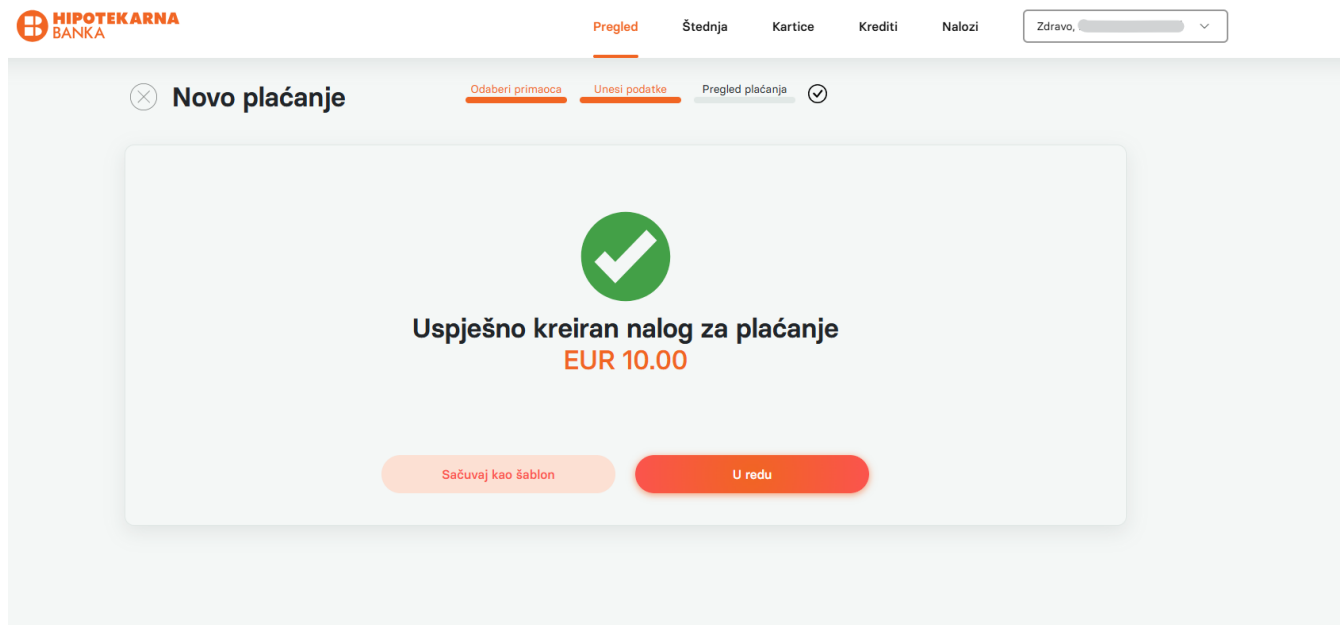 HIPOTEKARNA
BANKA
Pregled
Štednja
Kartice
Krediti
Nalozi
Zdravo,
Novo plaćanje
Odaberi primaoca
Unesi podatke
Pregled plaćanja
Uspješno kreiran nalog za plaćanje
EUR 10.00
Sačuvaj kao šablon
U redu